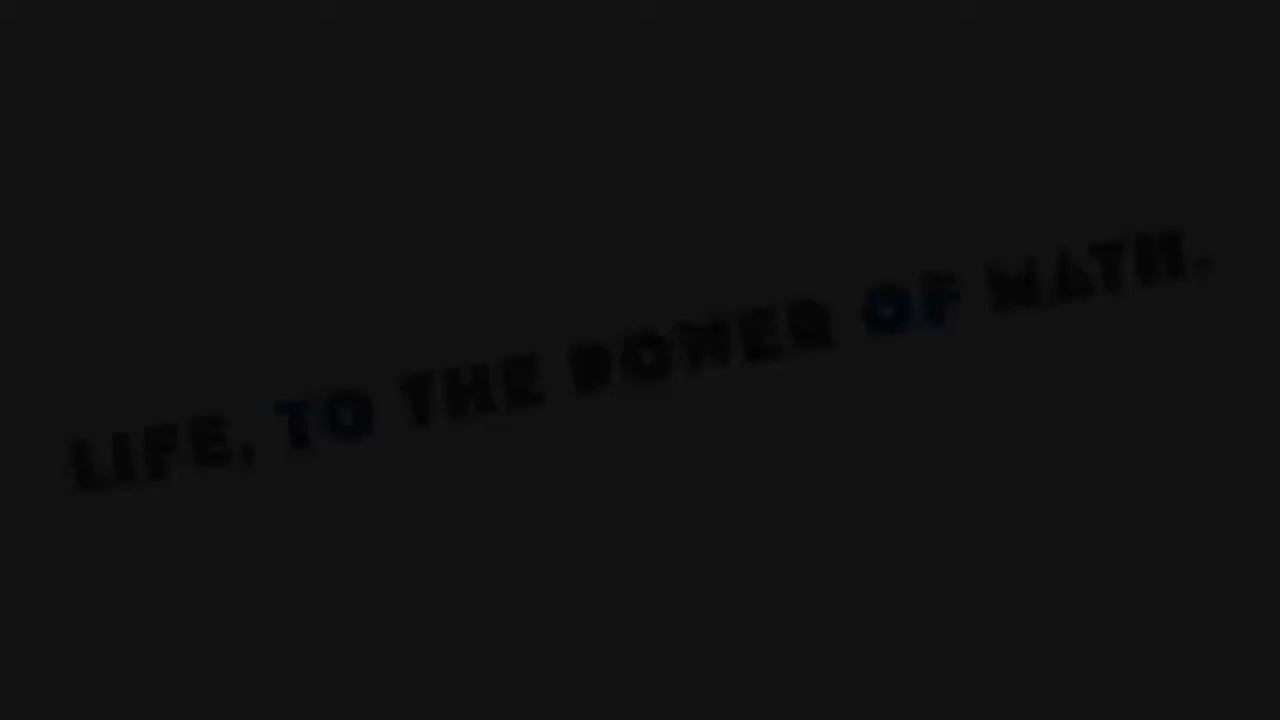 LIFE, TO THE POWER OF MATH.